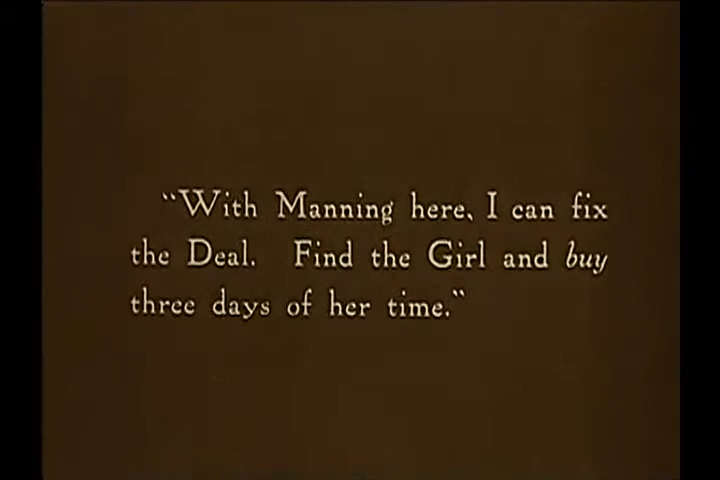 "With Manning here, I can fix
the Deal. Find the Girl and buy
three days of her time."